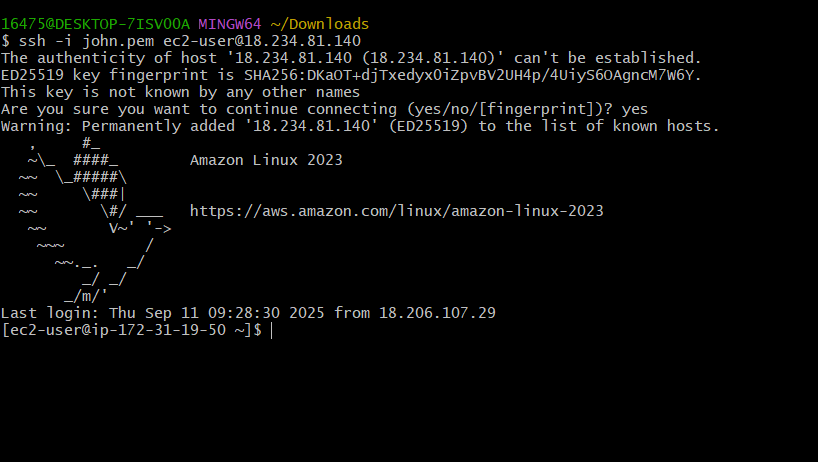 16475@DESKTOP-7ISVO0A MINGW64 ~/Downloads
$ ssh -i john.pem ec2-user@18.234.81.140
The authenticity of host '18.234.81.140 (18.234.81.140)' can't be established.
ED25519 key fingerprint is SHA256:DKaOT+djTxedyxOiZpvBV2UH4p/4UiyS6OAgncM7W6Y.
This key is not known by any other names
Are you sure you want to continue connecting (yes/no/[fingerprint])? yes
Warning: Permanently added '18.234.81.140' (ED25519) to the list of known hosts.
   ,     #_
   ~\_  ####_        Amazon Linux 2023
  ~~  \_#####\
  ~~     \###|
  ~~       \#/ ___   https://aws.amazon.com/linux/amazon-linux-2023
   ~~       V~' '->
    ~~~         /
      ~~._.   _/
         _/ _/
       _/m/'
Last login: Thu Sep 11 09:28:30 2025 from 18.206.107.29
[ec2-user@ip-172-31-19-50 ~]$